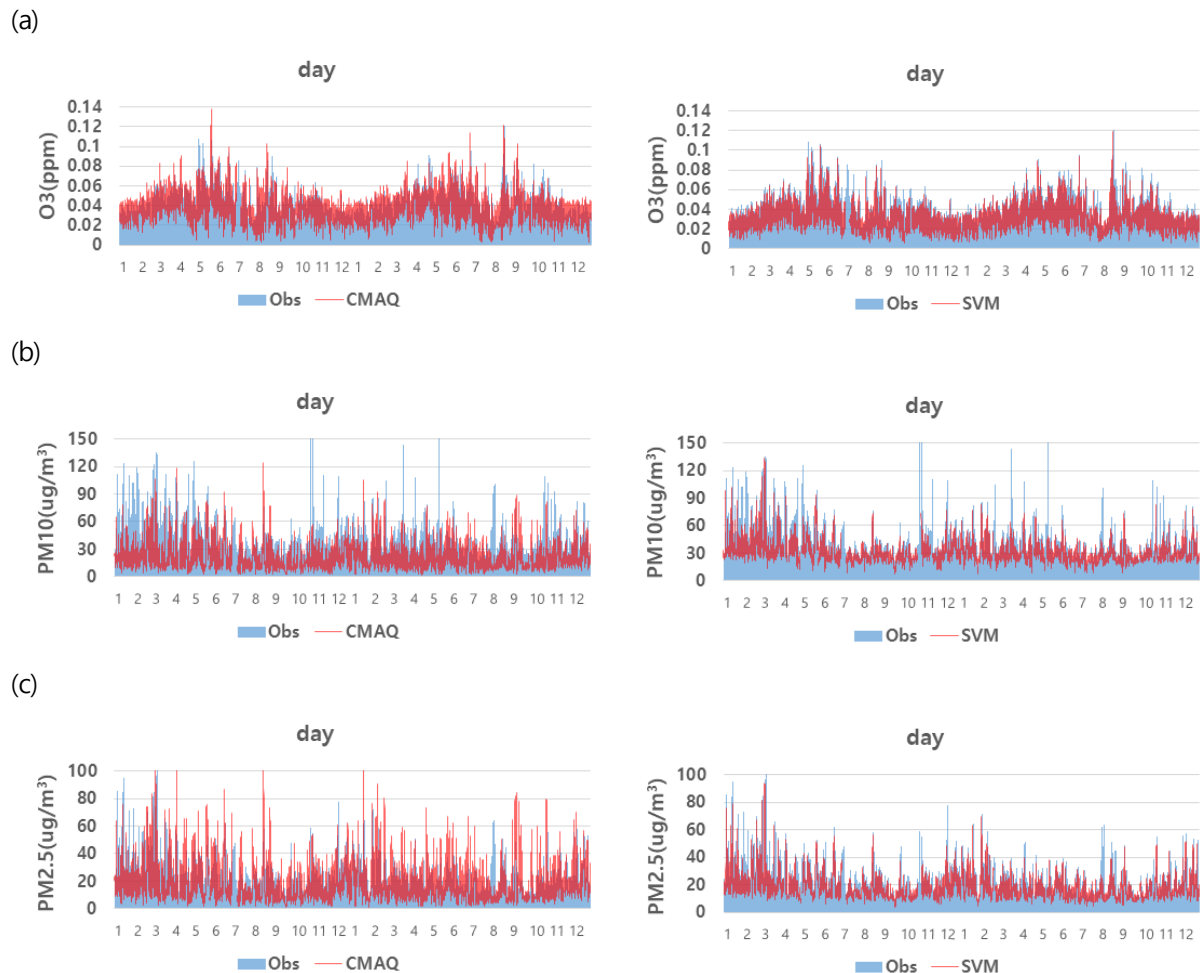 (a)
day
O3(ppm)
0.14
0.12
0.1
0.08
0.06
0.04
0.02
0
1 2 3 4 5 6 7 8 9 10 11 12 1 2 3 4 5 6 7 8 9 10 11 12
Obs CMAQ
day
O3(ppm)
0.14
0.12
0.10
0.08
0.06
0.04
0.02
0
1 2 3 4 5 6 7 8 9 10 11 12 1 2 3 4 5 6 7 8 9 10 11 12
Obs SVM
(b)
day
PM10(ug/m³)
150
120
90
60
30
0
1 2 3 4 5 6 7 8 9 10 11 12 1 2 3 4 5 6 7 8 9 10 11 12
Obs CMAQ
day
PM10(ug/m³)
150
120
90
60
30
0
1 2 3 4 5 6 7 8 9 10 11 12 1 2 3 4 5 6 7 8 9 10 11 12
Obs SVM
(c)
day
PM2.5(ug/m³)
100
80
60
40
20
0
1 2 3 4 5 6 7 8 9 10 11 12 1 2 3 4 5 6 7 8 9 10 11 12
Obs CMAQ
day
PM2.5(ug/m³)
100
80
60
40
20
0
1 2 3 4 5 6 7 8 9 10 11 12 1 2 3 4 5 6 7 8 9 10 11 12
Obs SVM